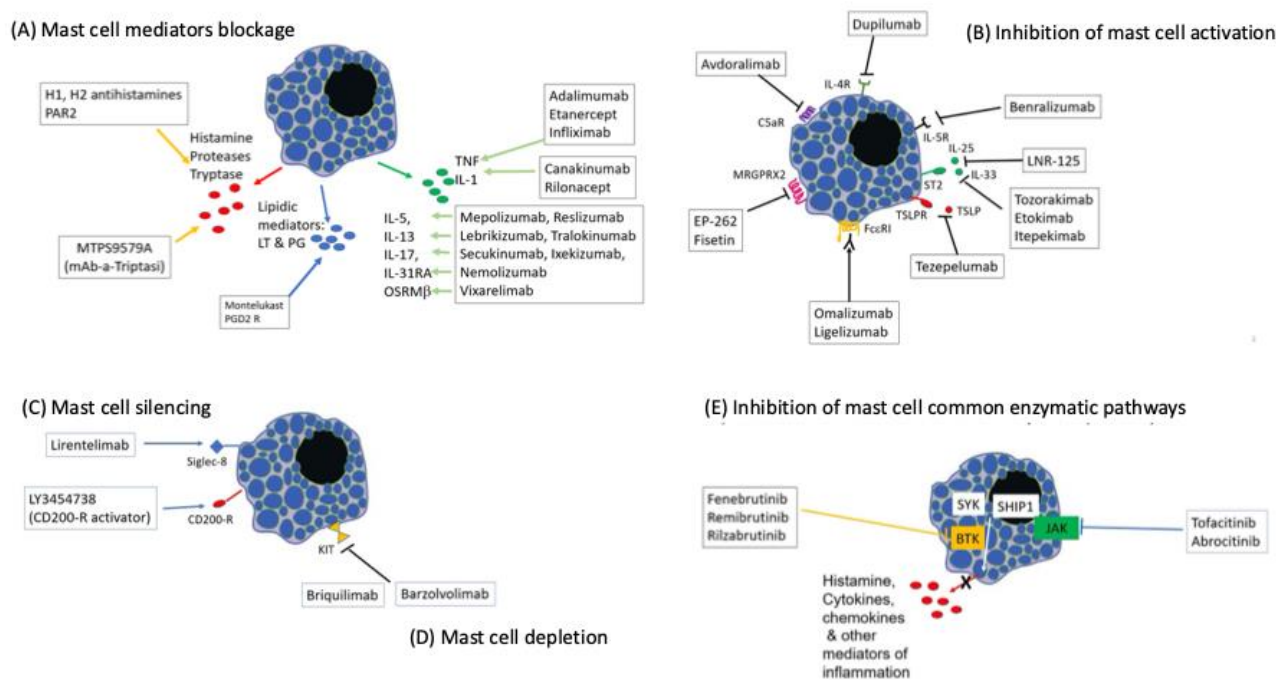 (A) Mast cell mediators blockage
H1, H2 antihistamines
PAR2
Histamine
Proteases
Tryptase
MTPS9579A
(mAb-a-Triptasi)
Lipidic
mediators:
LT & PG
Montelukast
PGD2 R
TNF
IL-1
Adalimumab
Etanercept
Infliximab
Canakinumab
Rilonacept
IL-5,
IL-13
IL-17,
IL-31RA
OSRMβ
Mepolizumab, Reslizumab
Lebrikizumab, Tralokinumab
Secukinumab, Ixekizumab,
Nemolizumab
Vixarelimab
(B) Inhibition of mast cell activation
Dupilumab
Avdoralimab
IL-4R
C5aR
Benralizumab
IL-5R
IL-25
IL-33
LNR-125
MRGPRX2
ST2
TSLPR
TSLP
EP-262
Fisetin
FcεRI
Tozorakimab
Etokimab
Itepekimab
Tezepelumab
Omalizumab
Ligelizumab
(C) Mast cell silencing
Lirentelimab
Siglec-8
LY3454738
(CD200-R activator)
CD200-R
KIT
Briquilimab
Barzolvolimab
(D) Mast cell depletion
(E) Inhibition of mast cell common enzymatic pathways
Fenebrutinib
Remibrutinib
Rilzabrutinib
SYK
SHIP1
BTK
JAK
Tofacitinib
Abrocitinib
X
Histamine,
Cytokines,
chemokines
& other
mediators of
inflammation